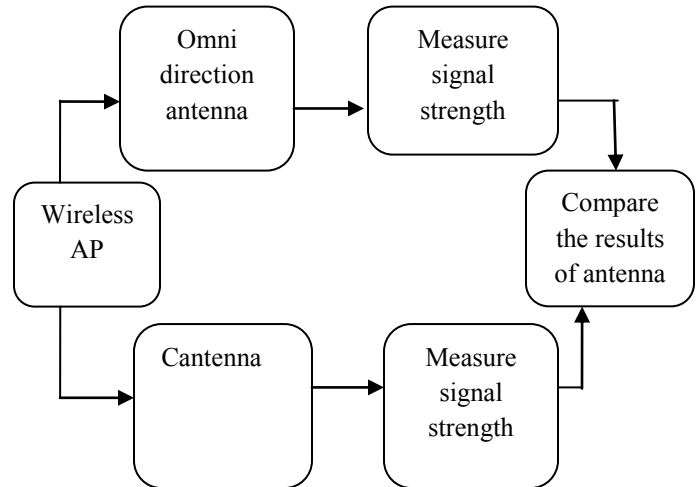 Omni
direction
antenna
Measure
signal
strength
Wireless
AP
Compare
the results
of antenna
Cantenna
Measure
signal
strength